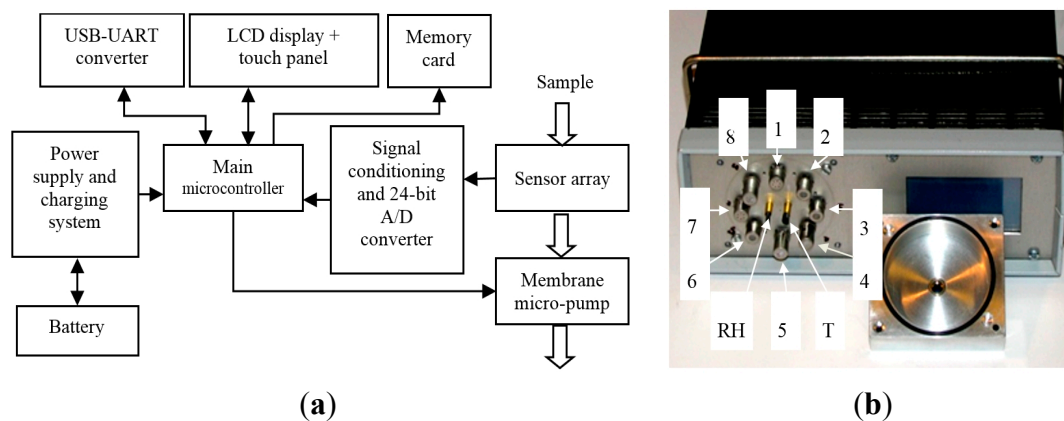 USB-UART
converter
LCD display +
touch panel
Memory
card
Sample
Power
supply and
charging
system
Main
microcontroller
Signal
conditioning
and 24-bit
A/D
converter
Sensor array
Membrane
micro-pump
Battery
(a)
8
1
2
7
3
6
4
RH
5
T
(b)